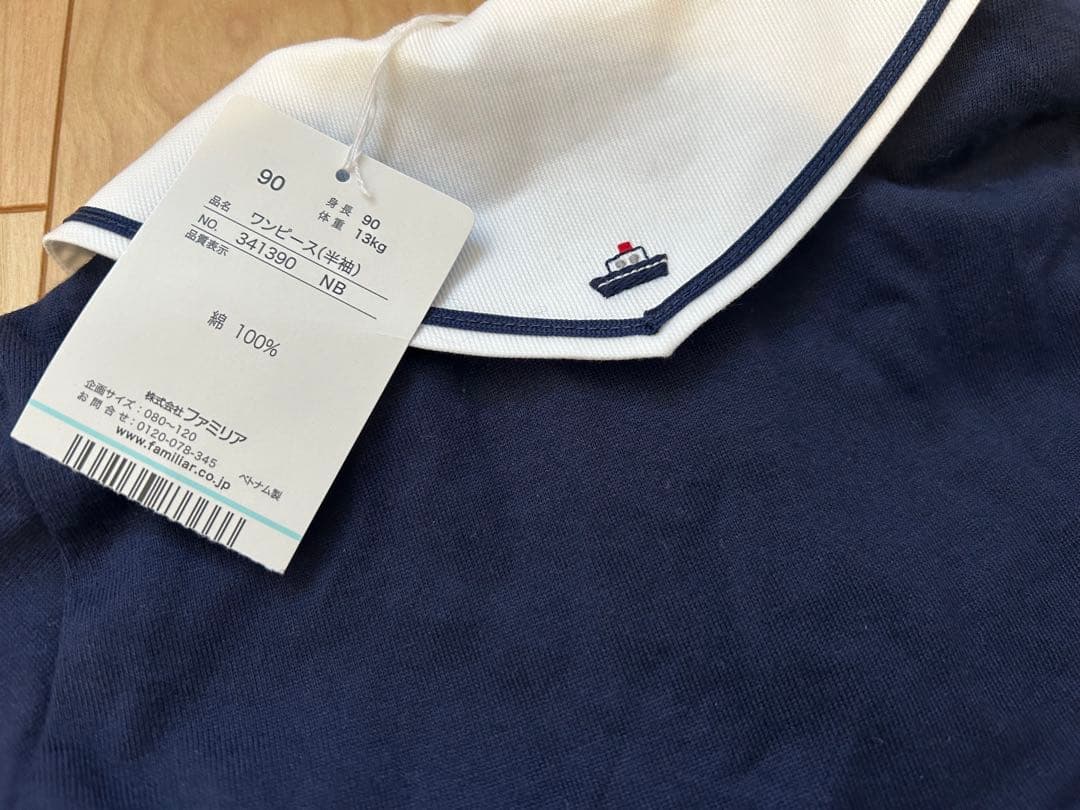 90
身長 90
体重 13kg
品名 ワンピース(半袖)
NO. 341390 NB
品質表示
綿 100%
株式会社 ファミリア
企画サイズ:080~120
お問合せ:0120-078-345
www.familiar.co.jp ベトナム製